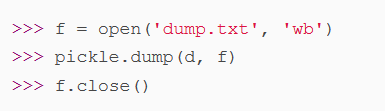 >>> f = open('dump.txt', 'wb')
>>> pickle.dump(d, f)
>>> f.close()